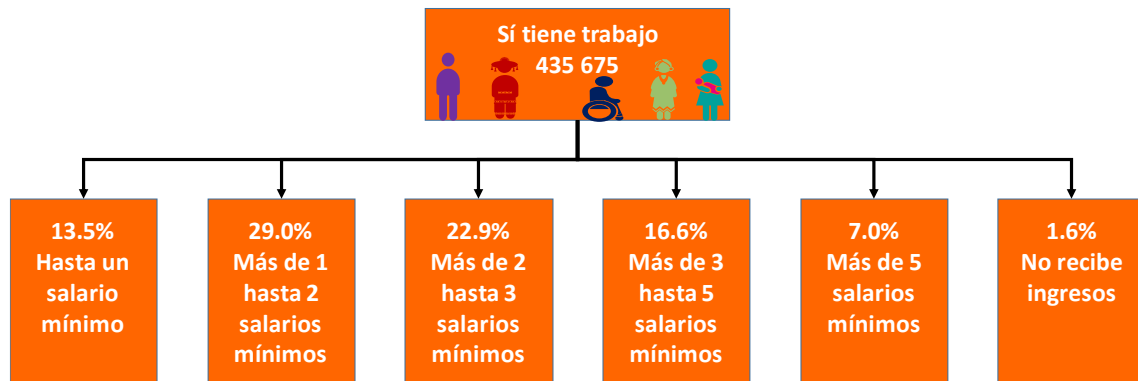 Sí tiene trabajo
435 675
13.5%
Hasta un
salario
mínimo
29.0%
Más de 1
hasta 2
salarios
mínimos
22.9%
Más de 2
hasta 3
salarios
mínimos
16.6%
Más de 3
hasta 5
salarios
mínimos
7.0%
Más de 5
salarios
mínimos
1.6%
No recibe
ingresos